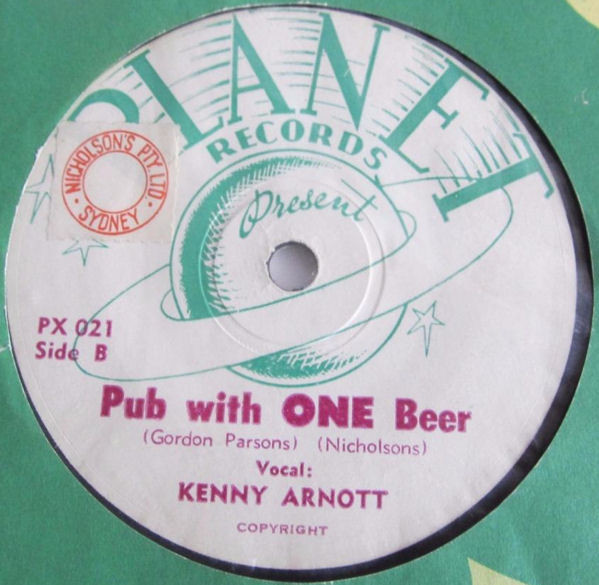 PLANET
RECORDS
Present
NICHOLSON'S PTY. LTD.
• SYDNEY •
PX 021
Side B
Pub with ONE Beer
(Gordon Parsons) (Nicholsons)
Vocal:
KENNY ARNOTT
COPYRIGHT